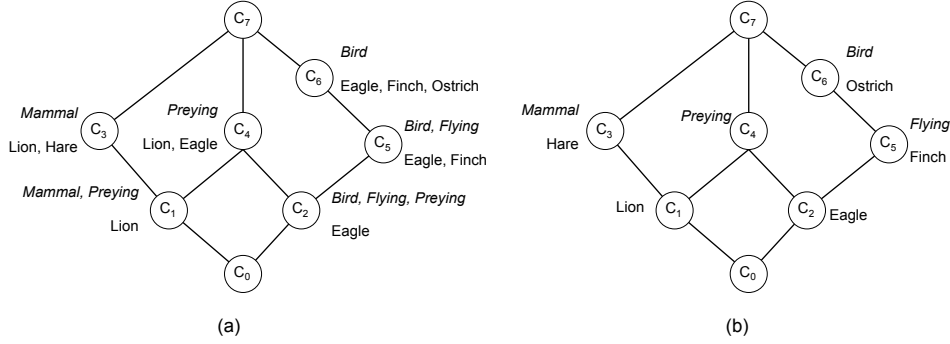 C7
Bird
C6
Eagle, Finch, Ostrich
Mammal
C3
Lion, Hare
Preying
C4
Lion, Eagle
Bird, Flying
C5
Eagle, Finch
Mammal, Preying
C1
Lion
Bird, Flying, Preying
C2
Eagle
C0
(a)
C7
Bird
C6
Ostrich
Mammal
C3
Hare
Preying
C4
Flying
C5
Finch
Lion
C1
C2
Eagle
C0
(b)